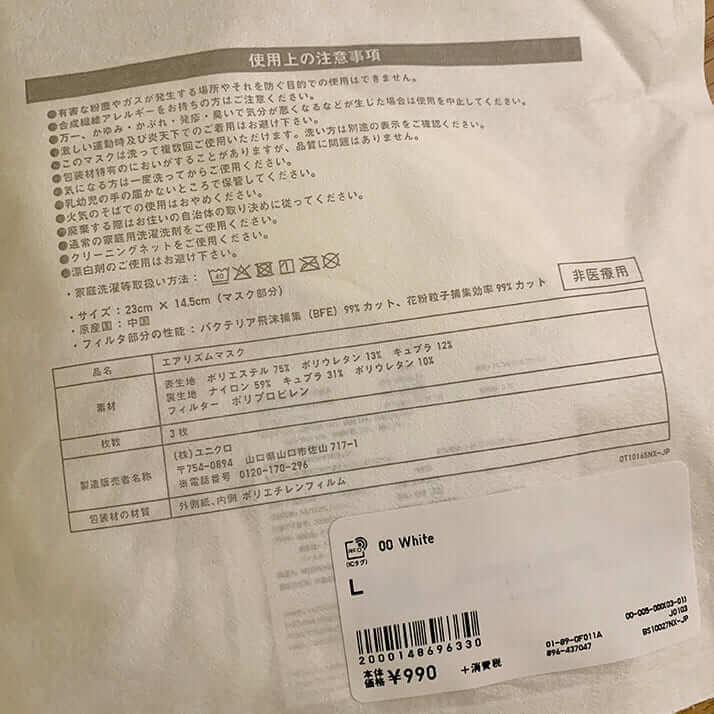 使用上の注意事項
●有害な粉塵やガスが発生する場所やそれを防ぐ目的での使用はできません。
●合成繊維アレルギーをお持ちの方はご注意ください。
●万一、かゆみ・かぶれ・発疹・臭いで気分が悪くなるなどが生じた場合は使用を中止してください。
●激しい運動時及び炎天下でのご着用はお避け下さい。
●このマスクは洗って複数回ご使用いただけます。洗い方は別途の表示をご確認ください。
●包装材特有のにおいがすることがありますが、品質に問題はありません。
●気になる方は一度洗ってからご使用ください。
●乳幼児の手の届かないところで保管してください。
●火気のそばでの使用はおやめください。
●廃棄する際はお住いの自治体の取り決めに従ってください。
●通常の家庭用洗濯洗剤をご使用ください。
●クリーニングネットをご使用ください。
●漂白剤のご使用はお避け下さい。
・家庭洗濯等取扱い方法: 40
・サイズ:23cm × 14.5cm (マスク部分)
・原産国:中国
・フィルタ部分の性能:バクテリア飛沫捕集 (BFE) 99% カット、花粉粒子捕集効率 99% カット
非医療用
品名 エアリズムマスク
素材 表生地 ポリエステル 75% ポリウレタン 13% キュプラ 12%
裏生地 ナイロン 59% キュプラ 31% ポリウレタン 10%
フィルター ポリプロピレン
枚数 3 枚
製造販売者名称 (株) ユニクロ
〒754-0894 山口県山口市佐山 717-1
※電話番号 0120-170-296
包装材の材質 外側紙、内側 ポリエチレンフィルム
OT10165NX-JP
RFID
(ICタグ)
00 White
L
2000148696330
本体価格 ¥990 +消費税
01-89-0F011A
896-437047
00-005-000(03-01)
J0103
BS10027NX-JP